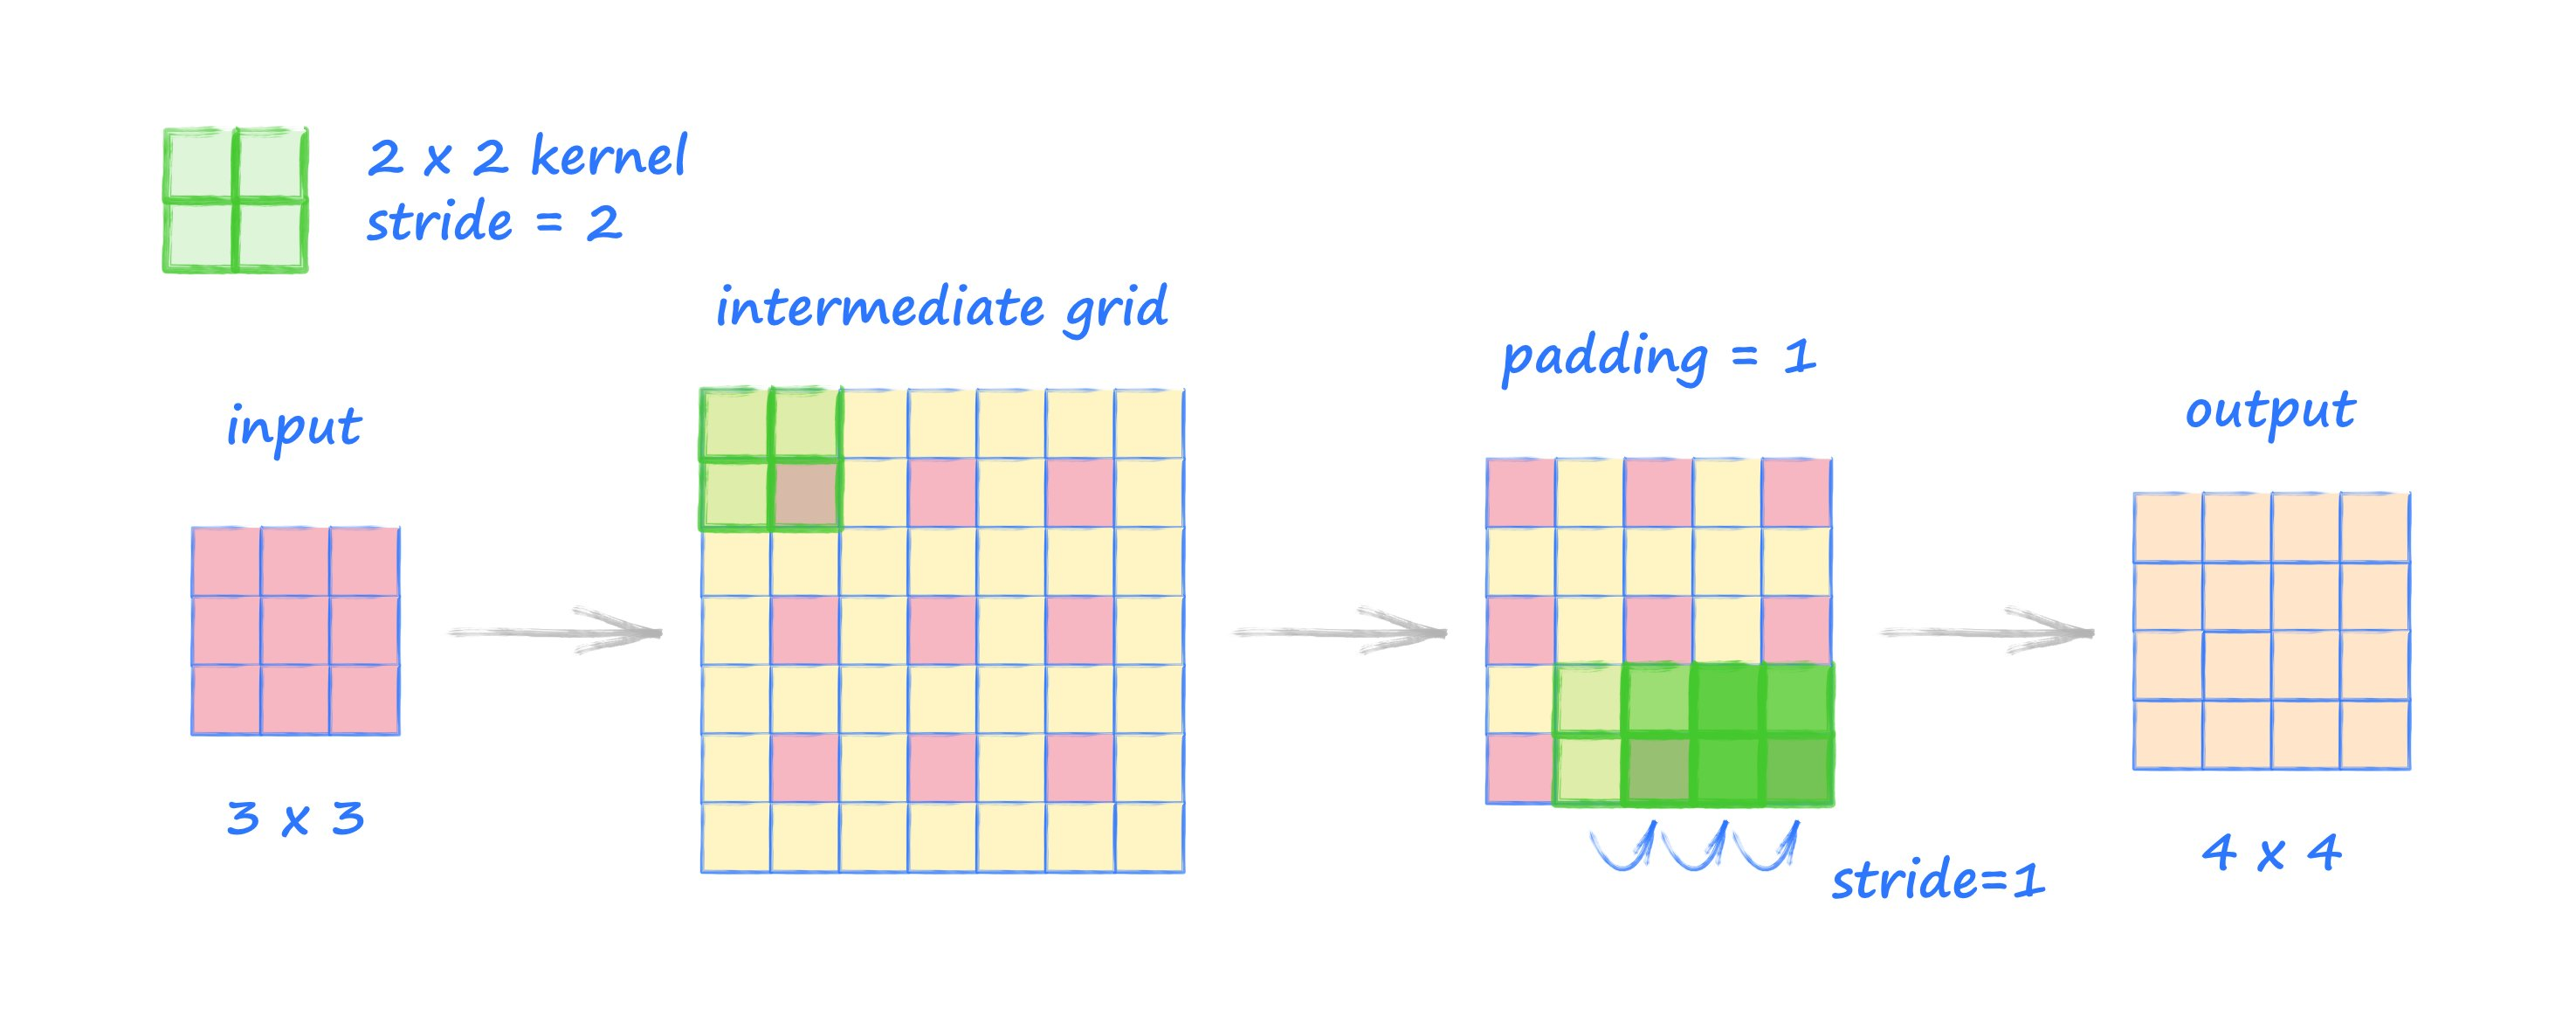 2 x 2 kernel
stride = 2
intermediate grid
padding = 1
input
output
3 x 3
stride=1
4 x 4